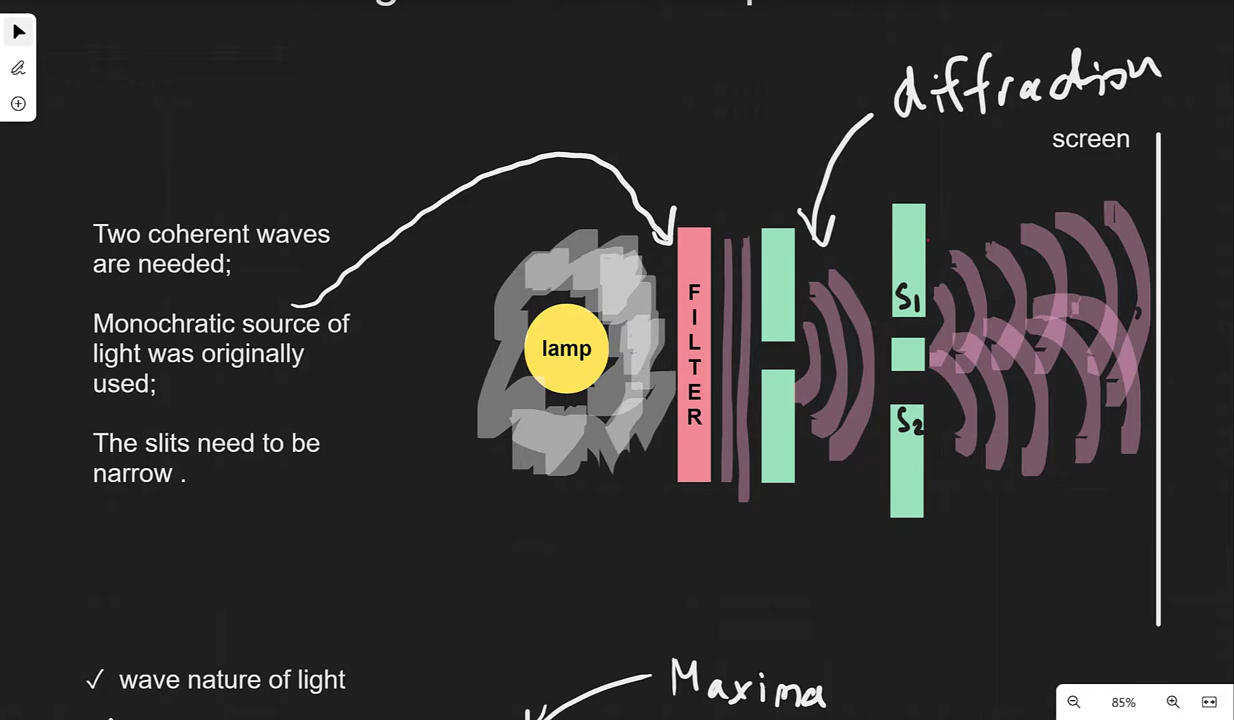 diffraction
screen
Two coherent waves
are needed;
Monochratic source of
light was originally
used;
The slits need to be
narrow .
lamp
FILTER
S1
S2
✓ wave nature of light
Maxima
85%